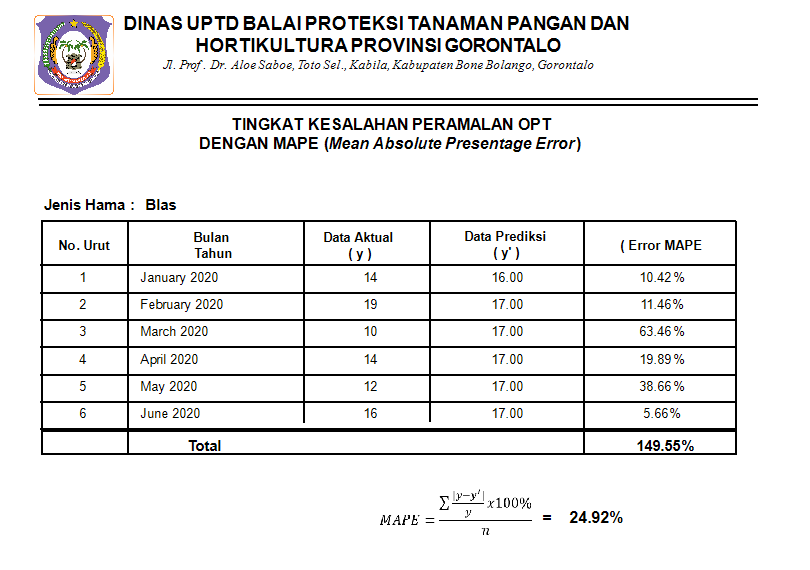 DINAS UPTD BALAI PROTEKSI TANAMAN PANGAN DAN
HORTIKULTURA PROVINSI GORONTALO
Jl. Prof . Dr. Aloe Saboe, Toto Sel., Kabila, Kabupaten Bone Bolango, Gorontalo
TINGKAT KESALAHAN PERAMALAN OPT
DENGAN MAPE (Mean Absolute Presentage Error)
Jenis Hama : Blas
No. Urut Bulan Tahun Data Aktual ( y ) Data Prediksi ( y' ) ( Error MAPE
1 January 2020 14 16.00 10.42%
2 February 2020 19 17.00 11.46%
3 March 2020 10 17.00 63.46%
4 April 2020 14 17.00 19.89%
5 May 2020 12 17.00 38.66%
6 June 2020 16 17.00 5.66%
Total 149.55%
MAPE = ∑ |y−y'| / y x100% / n = 24.92%